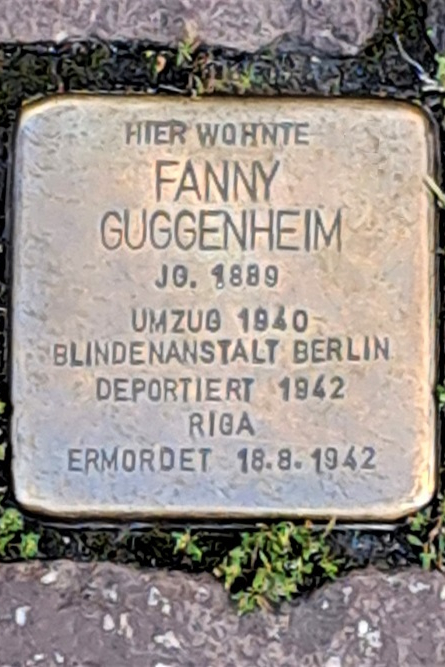 HIER WOHNTE
FANNY
GUGGENHEIM
JG. 1889
UMZUG 1940
BLINDENANSTALT BERLIN
DEPORTIERT 1942
RIGA
ERMORDET 18.8.1942